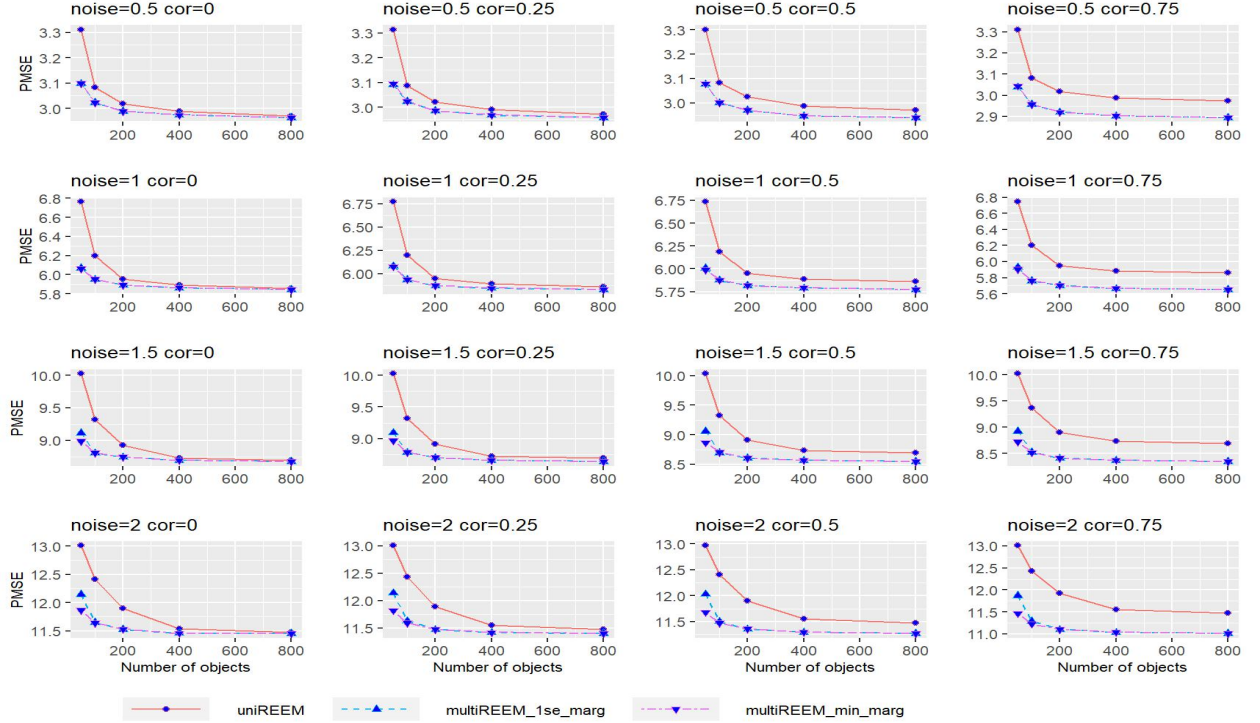 noise=0.5 cor=0
noise=0.5 cor=0.25
noise=0.5 cor=0.5
noise=0.5 cor=0.75
PMSE
3.3
3.2
3.1
3.0
200 400 600 800
3.3
3.2
3.1
3.0
200 400 600 800
3.3
3.2
3.1
3.0
200 400 600 800
3.3
3.2
3.1
3.0
2.9
200 400 600 800
noise=1 cor=0
noise=1 cor=0.25
noise=1 cor=0.5
noise=1 cor=0.75
PMSE
6.8
6.6
6.4
6.2
6.0
5.8
200 400 600 800
6.75
6.50
6.25
6.00
200 400 600 800
6.75
6.50
6.25
6.00
5.75
200 400 600 800
6.8
6.6
6.4
6.2
6.0
5.8
5.6
200 400 600 800
noise=1.5 cor=0
noise=1.5 cor=0.25
noise=1.5 cor=0.5
noise=1.5 cor=0.75
PMSE
10.0
9.5
9.0
200 400 600 800
10.0
9.5
9.0
200 400 600 800
10.0
9.5
9.0
8.5
200 400 600 800
10.0
9.5
9.0
8.5
200 400 600 800
noise=2 cor=0
noise=2 cor=0.25
noise=2 cor=0.5
noise=2 cor=0.75
PMSE
13.0
12.5
12.0
11.5
200 400 600 800
13.0
12.5
12.0
11.5
200 400 600 800
13.0
12.5
12.0
11.5
200 400 600 800
13.0
12.5
12.0
11.5
11.0
200 400 600 800
Number of objects
Number of objects
Number of objects
Number of objects
uniREEM
multiREEM_1se_marg
multiREEM_min_marg